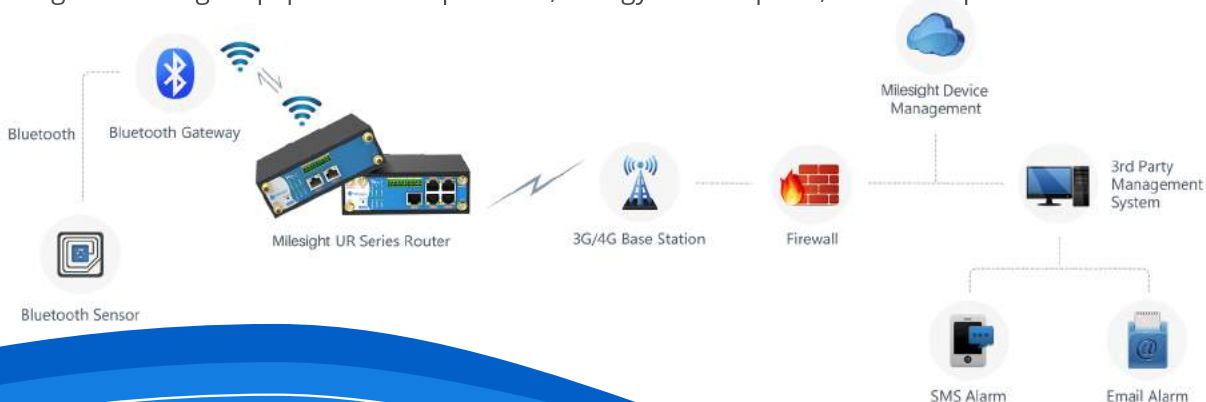 Milesight Device
Management
Bluetooth
Bluetooth Gateway
3rd Party
Management
System
Milesight UR Series Router
3G/4G Base Station
Firewall
Bluetooth Sensor
SMS Alarm
Email Alarm